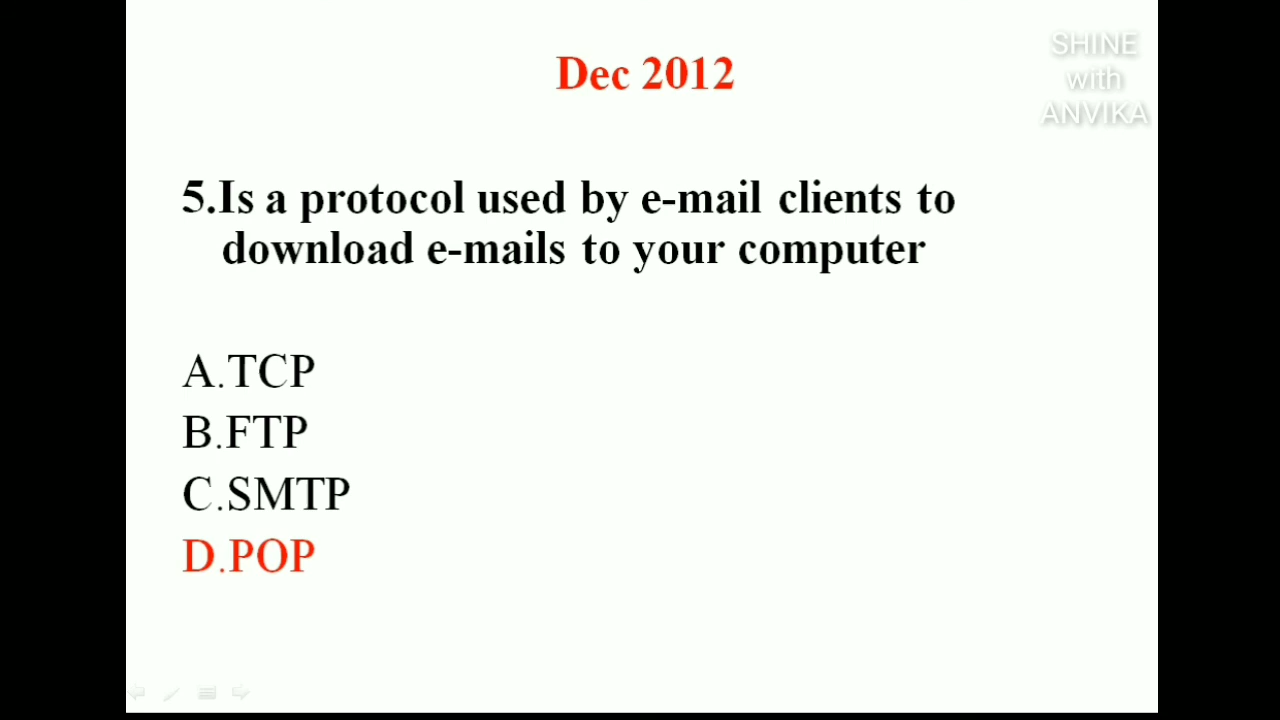 Dec 2012
SHINE
with
ANVIKA
5.Is a protocol used by e-mail clients to
download e-mails to your computer
A.TCP
B.FTP
C.SMTP
D.POP